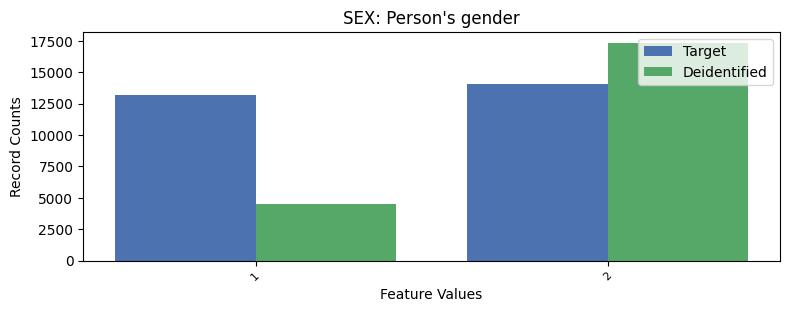 SEX: Person's gender
Target
Deidentified
17500
15000
12500
10000
7500
5000
2500
0
Record Counts
1
2
Feature Values